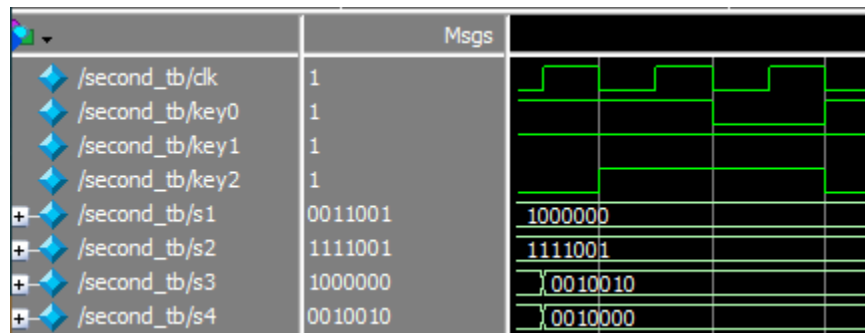 Msgs
/second_tb/clk 1
/second_tb/key0 1
/second_tb/key1 1
/second_tb/key2 1
/second_tb/s1 0011001 1000000
/second_tb/s2 1111001 1111001
/second_tb/s3 1000000 0010010
/second_tb/s4 0010010 0010000